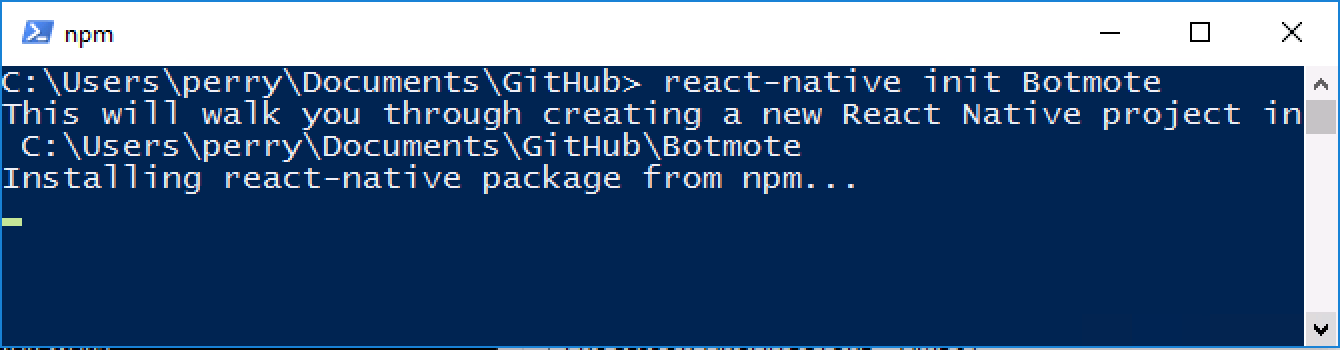 npm
C:\Users\perry\Documents\GitHub> react-native init Botmote
This will walk you through creating a new React Native project in
C:\Users\perry\Documents\GitHub\Botmote
Installing react-native package from npm...